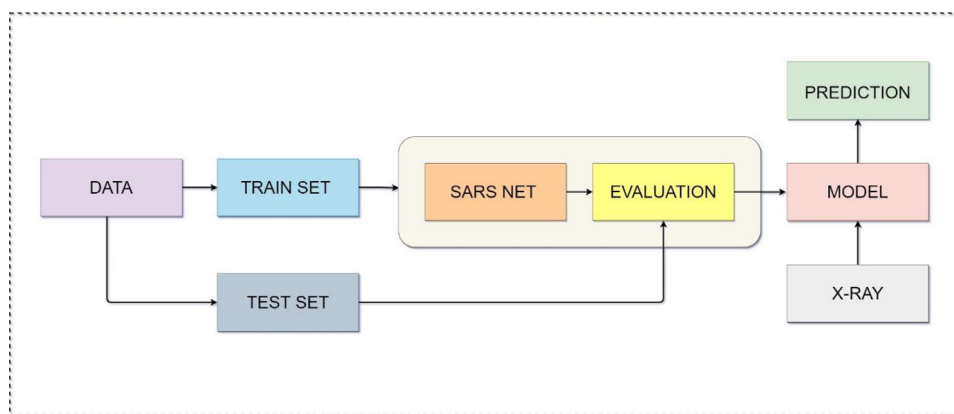 PREDICTION
DATA
TRAIN SET
SARS NET
EVALUATION
MODEL
TEST SET
X-RAY